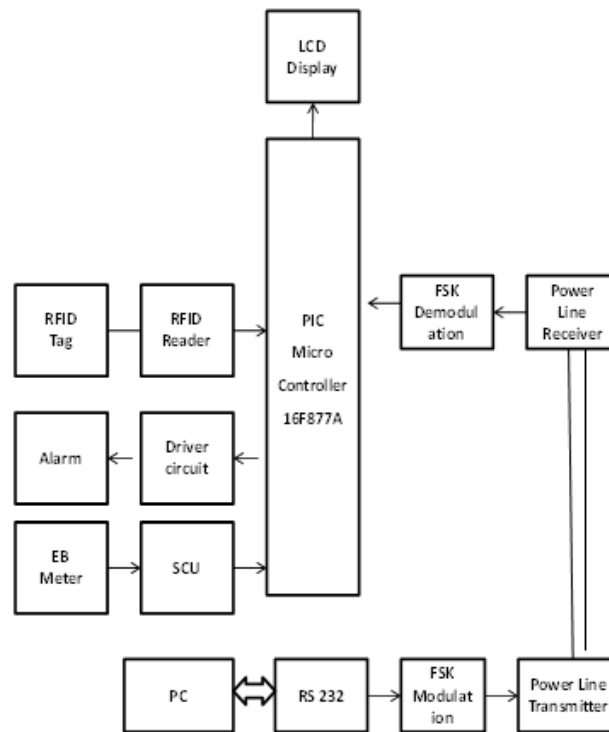 LCD
Display
RFID
Tag
RFID
Reader
PIC
Micro
Controller
16F877A
FSK
Demodul
ation
Power
Line
Receiver
Alarm
Driver
circuit
EB
Meter
SCU
PC
RS 232
FSK
Modulat
ion
Power Line
Transmitter